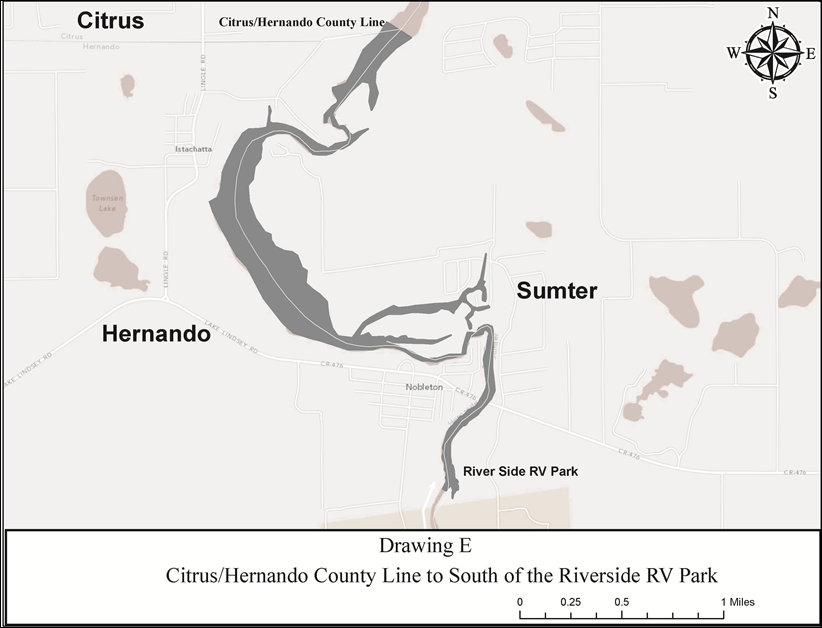 Citrus
Citrus/Hernando County Line
N
W
E
S
Citrus
Hernando
LINGLE RD
Istachatta
Townsen
Lake
LINGLE RD
Sumter
Hernando
LAKE LINDSEY RD
LAKE LINDSEY RD
CR-476
Nobleton
CR-476
CR-476
CR-476
River Side RV Park
Drawing E
Citrus/Hernando County Line to South of the Riverside RV Park
0 0.25 0.5 1 Miles